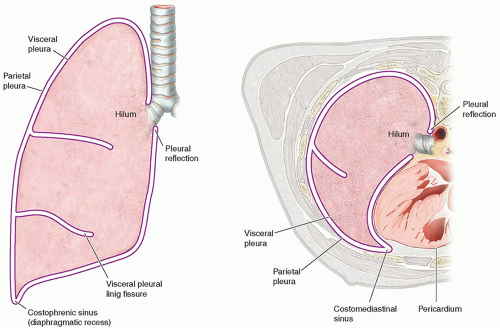 Visceral
pleura
Parietal
pleura
Hilum
Pleural
reflection
Visceral pleural
linig fissure
Costophrenic sinus
(diaphragmatic recess)
Pleural
reflection
Hilum
Visceral
pleura
Parietal
pleura
Costomediastinal
sinus
Pericardium